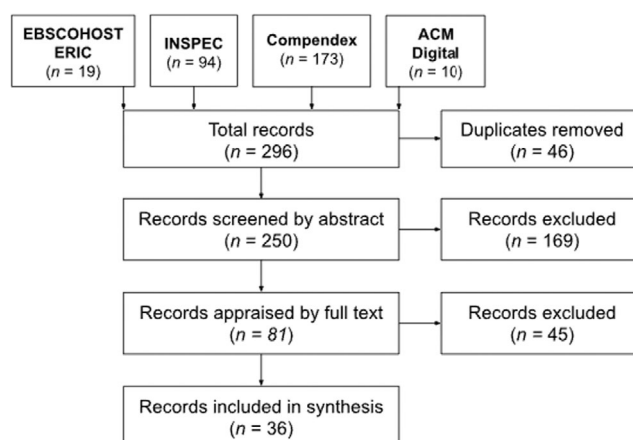 EBSCOHOST
ERIC
(n = 19)
INSPEC
(n = 94)
Compendex
(n = 173)
ACM
Digital
(n = 10)
Total records
(n = 296)
Duplicates removed
(n = 46)
Records screened by abstract
(n = 250)
Records excluded
(n = 169)
Records appraised by full text
(n = 81)
Records excluded
(n = 45)
Records included in synthesis
(n = 36)